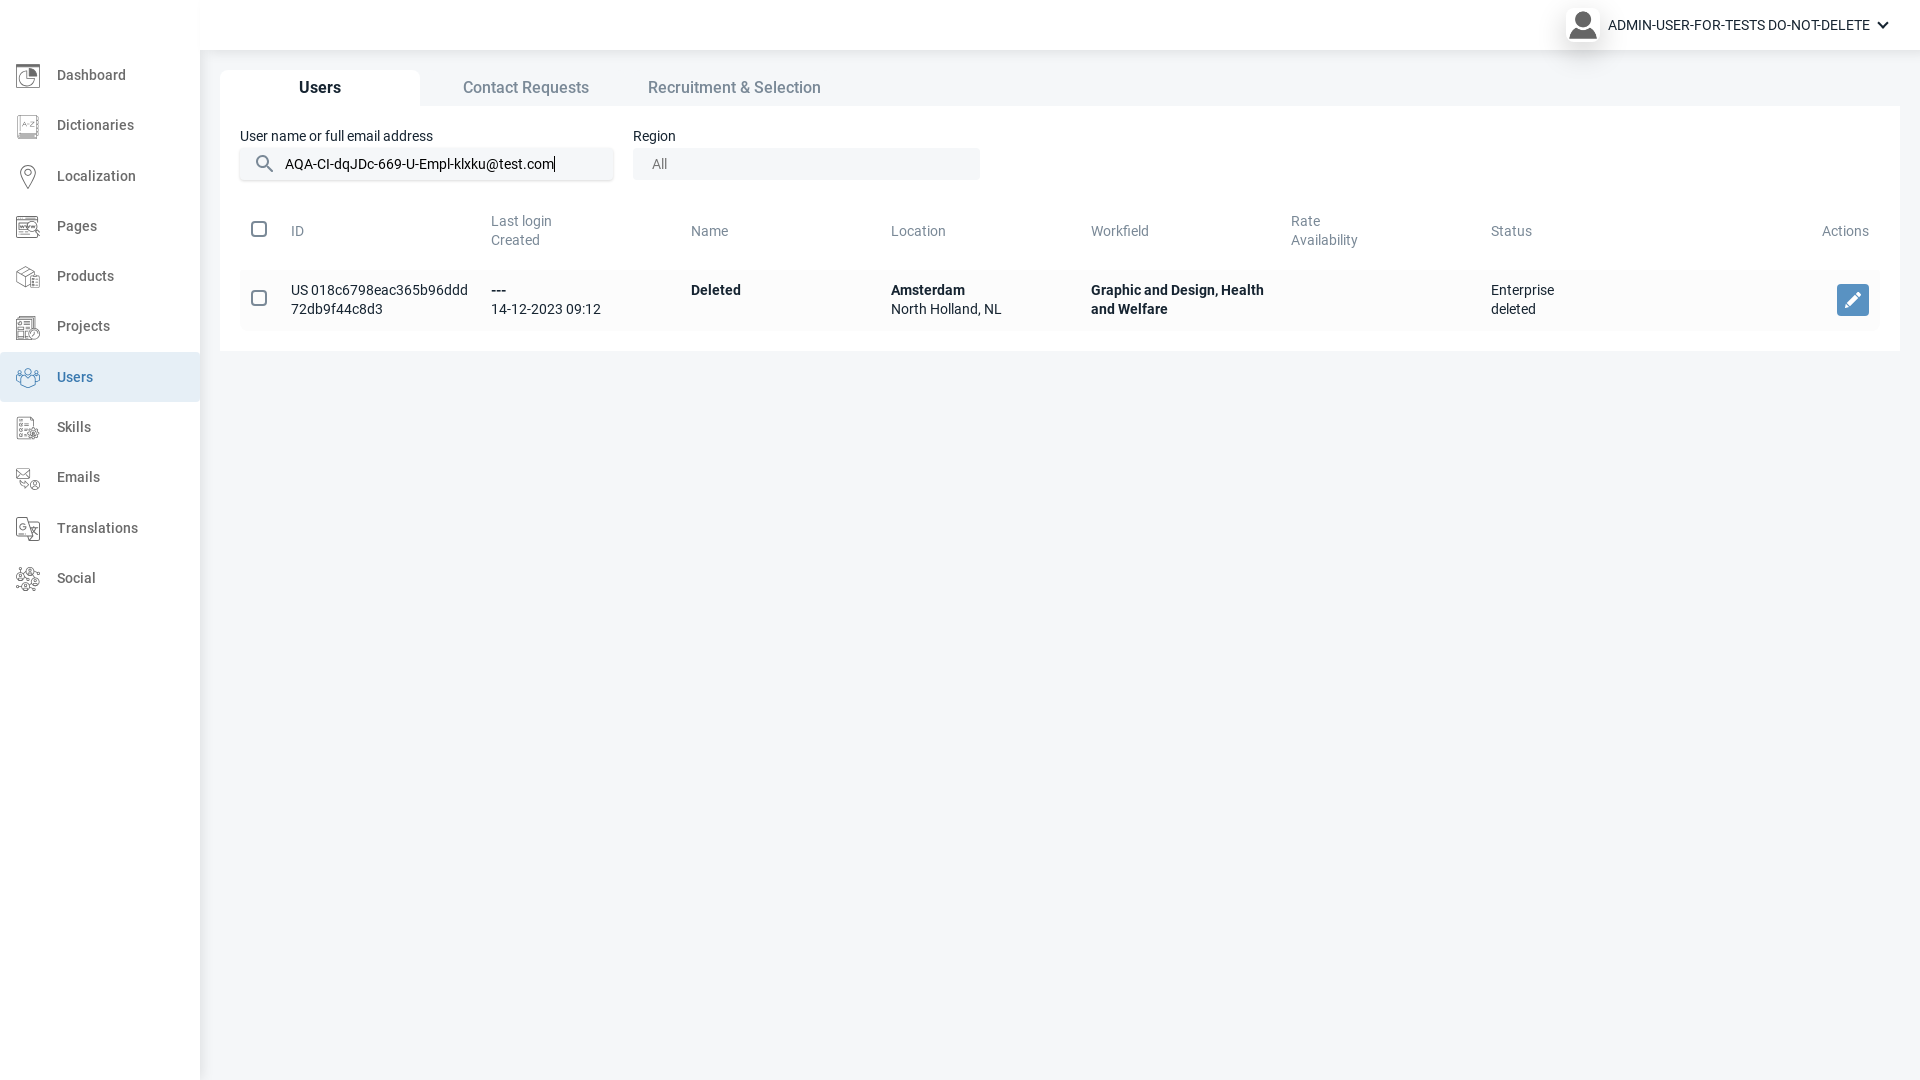 ADMIN-USER-FOR-TESTS DO-NOT-DELETE
Dashboard
Dictionaries
Localization
Pages
Products
Projects
Users
Skills
Emails
Translations
Social
Users
Contact Requests
Recruitment & Selection
User name or full email address
AQA-CI-dqJDc-669-U-Empl-klxku@test.com
Region
All
ID
Last login
Created
Name
Location
Workfield
Rate
Availability
Status
Actions
US 018c6798eac365b96ddd
72db9f44c8d3
---
14-12-2023 09:12
Deleted
Amsterdam
North Holland, NL
Graphic and Design, Health
and Welfare
Enterprise
deleted